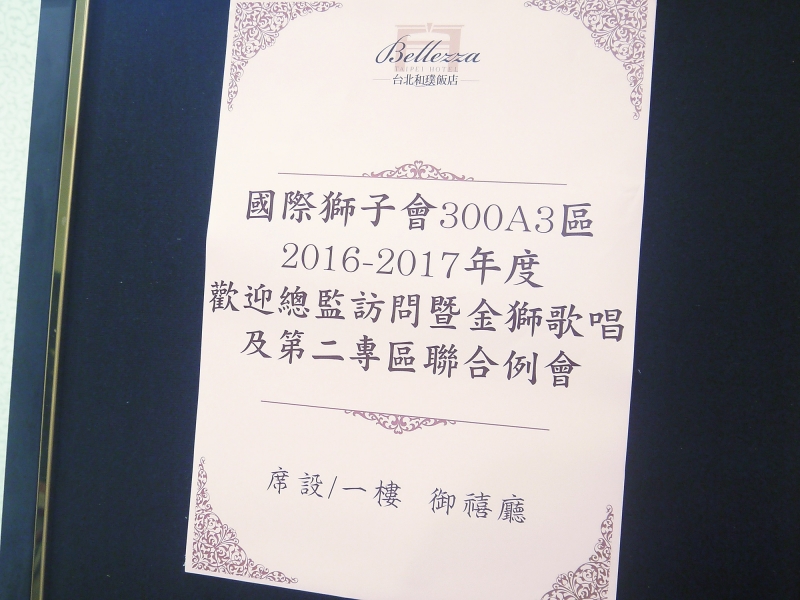 Bellezza
TAIPEI HOTEL
台北和璞飯店
國際獅子會300A3區
2016-2017年度
歡迎總監訪問暨金獅歌唱
及第二專區聯合例會
席設/一樓 御禧廳